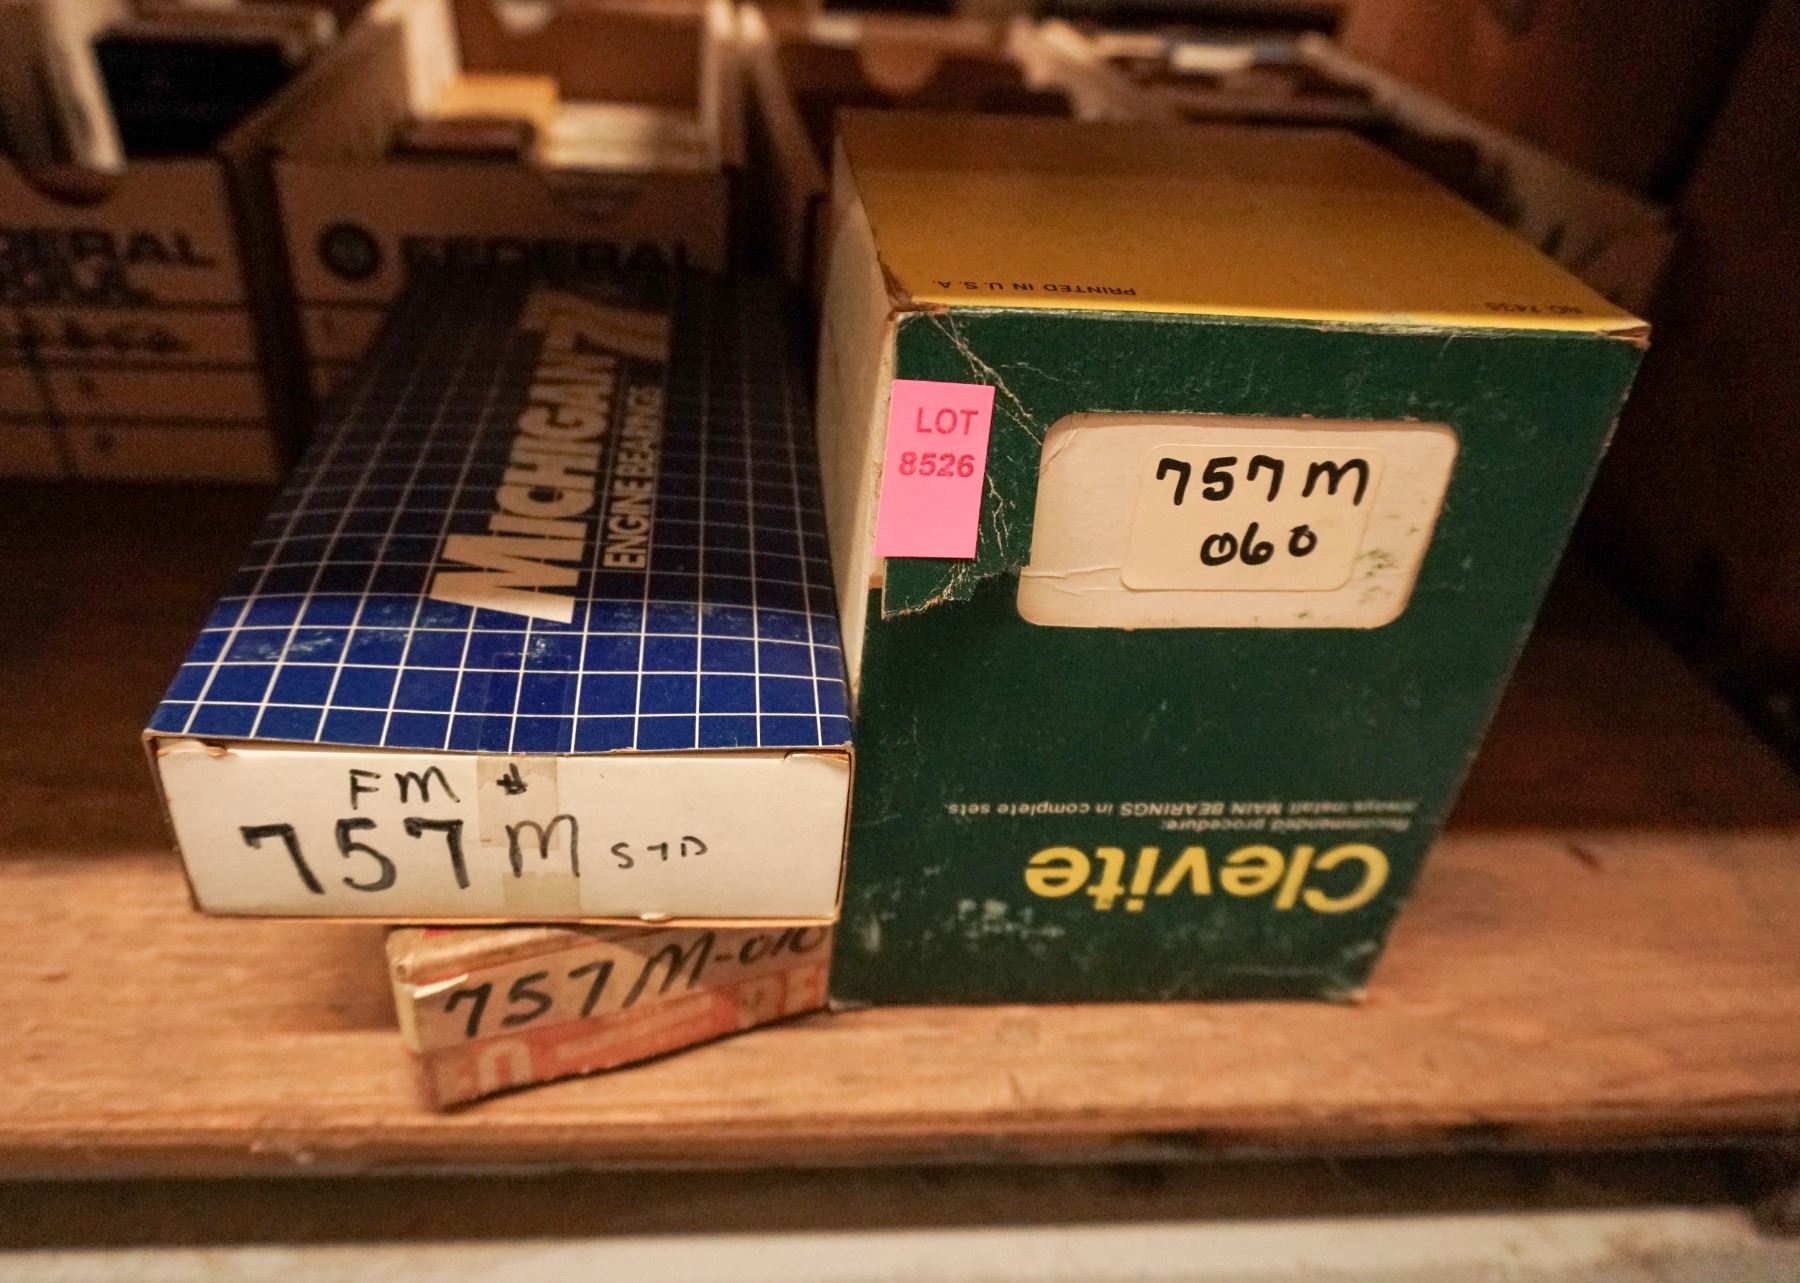 FEDERAL
MICHIGAN 77
ENGINE BEARINGS
FM #
757M STD
757M-010
PRINTED IN U.S.A.
LOT
8526
757M
060
Clevite
Recommended procedure:
always install MAIN BEARINGS in complete sets.